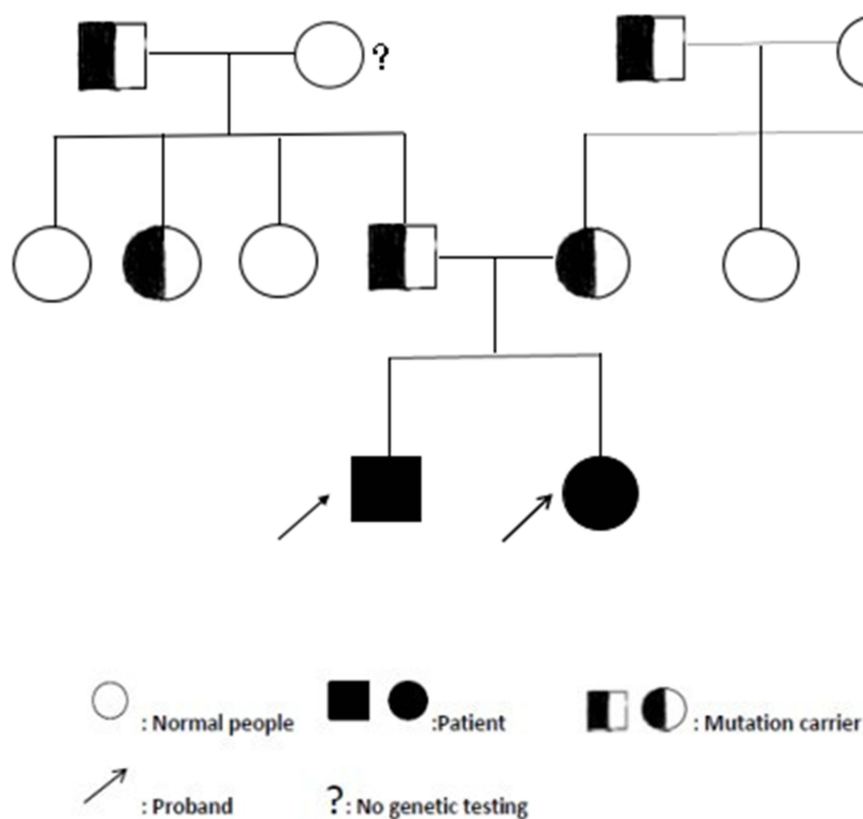 ?
: Normal people :Patient : Mutation carrier
: Proband ?: No genetic testing